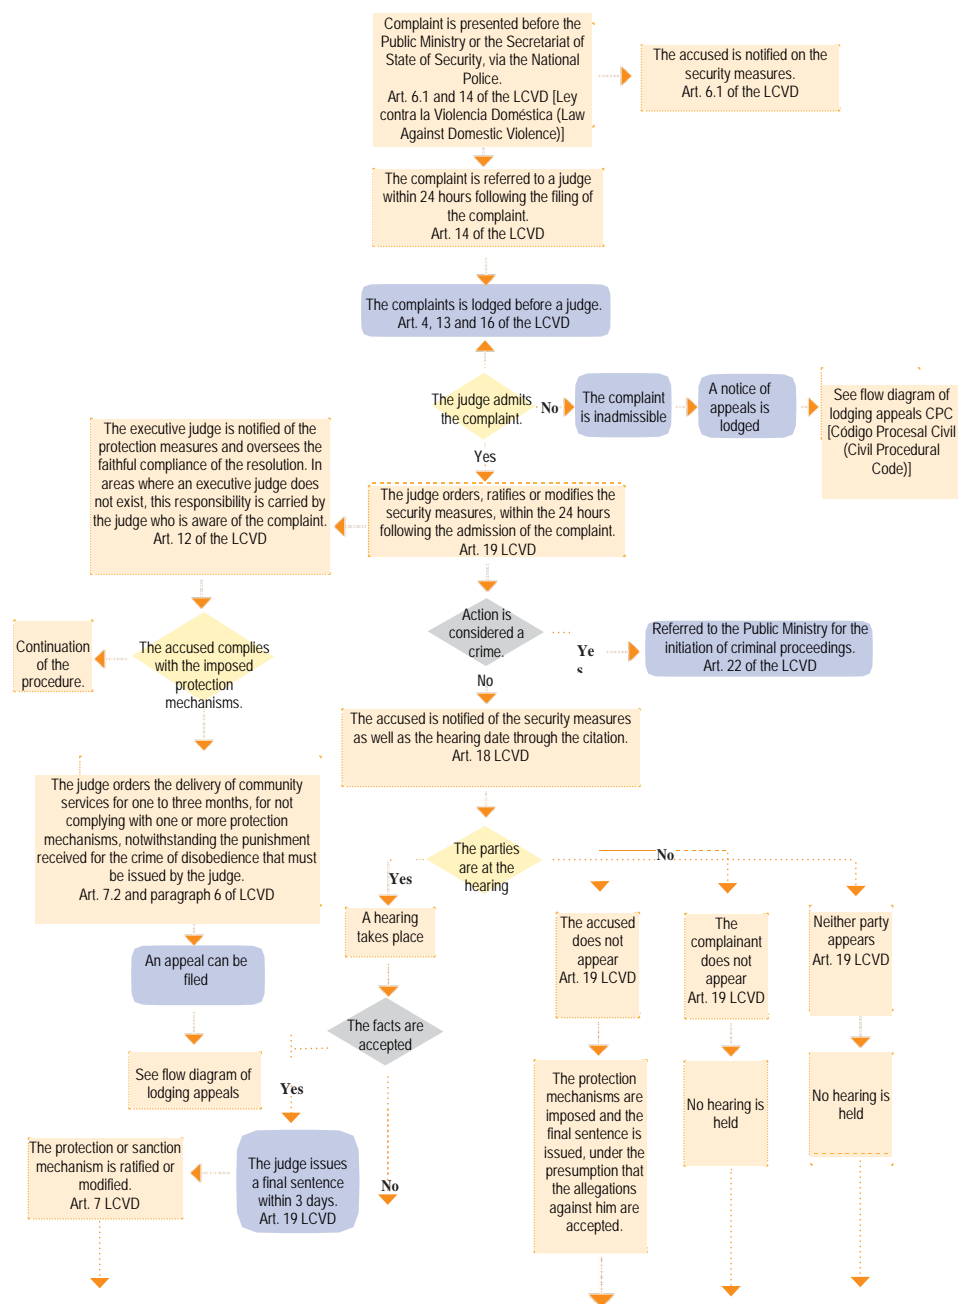 Complaint is presented before the
Public Ministry or the Secretariat of
State of Security, via the National
Police.
Art. 6.1 and 14 of the LCVD [Ley
contra la Violencia Doméstica (Law
Against Domestic Violence)]
The accused is notified on the
security measures.
Art. 6.1 of the LCVD
The complaint is referred to a judge
within 24 hours following the filing of
the complaint.
Art. 14 of the LCVD
The complaints is lodged before a judge.
Art. 4, 13 and 16 of the LCVD
The judge admits
the complaint.
No
The complaint
is inadmissible
A notice of
appeals is
lodged
See flow diagram of
lodging appeals CPC
[Código Procesal Civil
(Civil Procedural
Code)]
Yes
The executive judge is notified of the
protection measures and oversees the
faithful compliance of the resolution. In
areas where an executive judge does
not exist, this responsibility is carried by
the judge who is aware of the complaint.
Art. 12 of the LCVD
The judge orders, ratifies or modifies the
security measures, within the 24 hours
following the admission of the complaint.
Art. 19 LCVD
Action is
considered a
crime.
Ye
s
Referred to the Public Ministry for the
initiation of criminal proceedings.
Art. 22 of the LCVD
No
Continuation
of the
procedure.
The accused complies
with the imposed
protection
mechanisms.
The accused is notified of the security measures
as well as the hearing date through the citation.
Art. 18 LCVD
The judge orders the delivery of community
services for one to three months, for not
complying with one or more protection
mechanisms, notwithstanding the punishment
received for the crime of disobedience that must
be issued by the judge.
Art. 7.2 and paragraph 6 of LCVD
The parties
are at the
hearing
Yes
No
A hearing
takes place
The accused
does not
appear
Art. 19 LCVD
The
complainant
does not
appear
Art. 19 LCVD
Neither party
appears
Art. 19 LCVD
An appeal can be
filed
The facts are
accepted
See flow diagram of
lodging appeals
Yes
No
The protection
mechanisms are
imposed and the
final sentence is
issued, under the
presumption that
the allegations
against him are
accepted.
No hearing is
held
No hearing is
held
The protection or sanction
mechanism is ratified or
modified.
Art. 7 LCVD
The judge issues
a final sentence
within 3 days.
Art. 19 LCVD